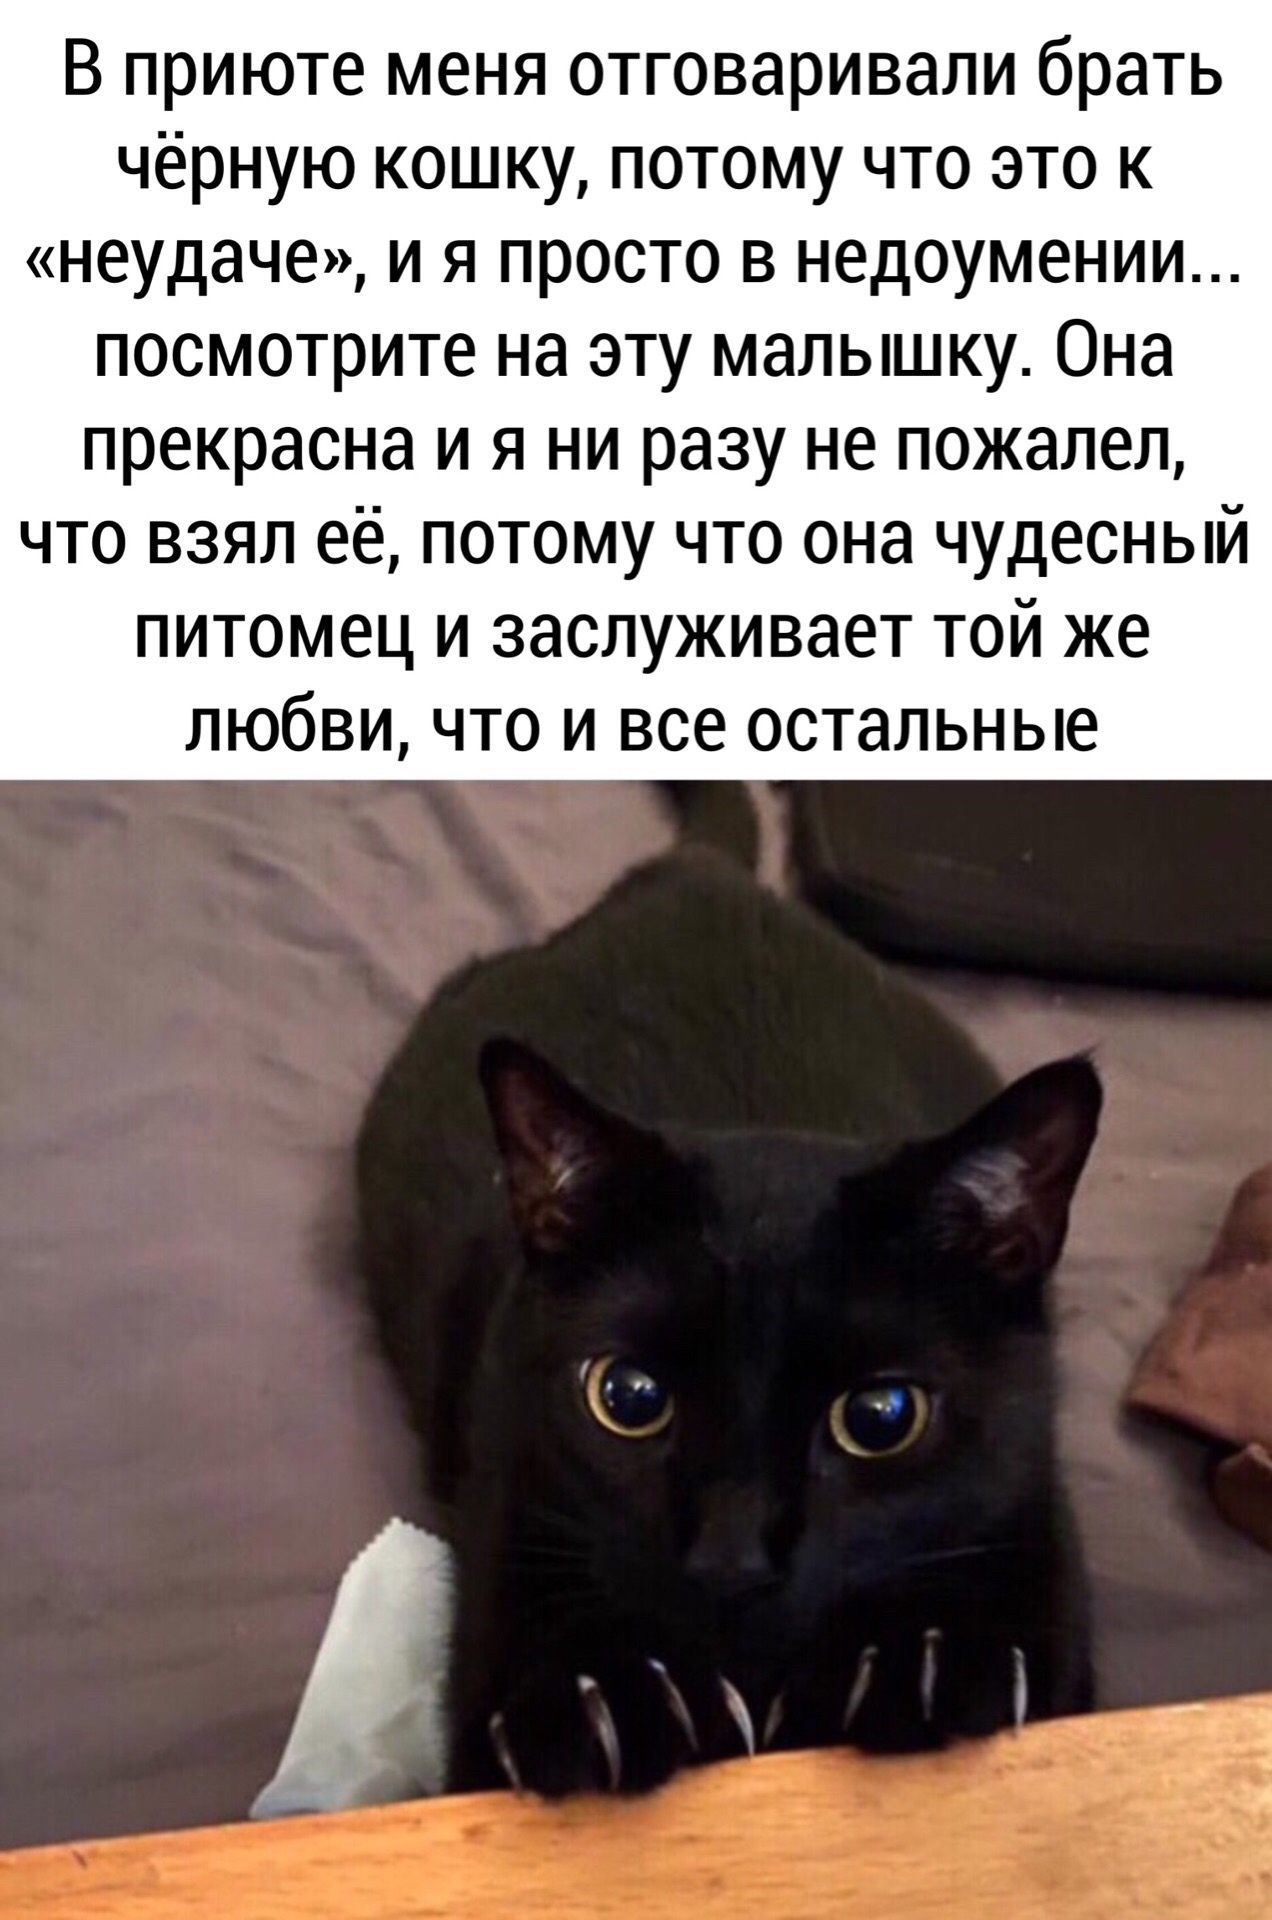 В приюте меня отговаривали брать
чёрную кошку, потому что это к
«неудаче», и я просто в недоумении...
посмотрите на эту малышку. Она
прекрасна и я ни разу не пожалел,
что взял её, потому что она чудесный
питомец и заслуживает той же
любви, что и все остальные